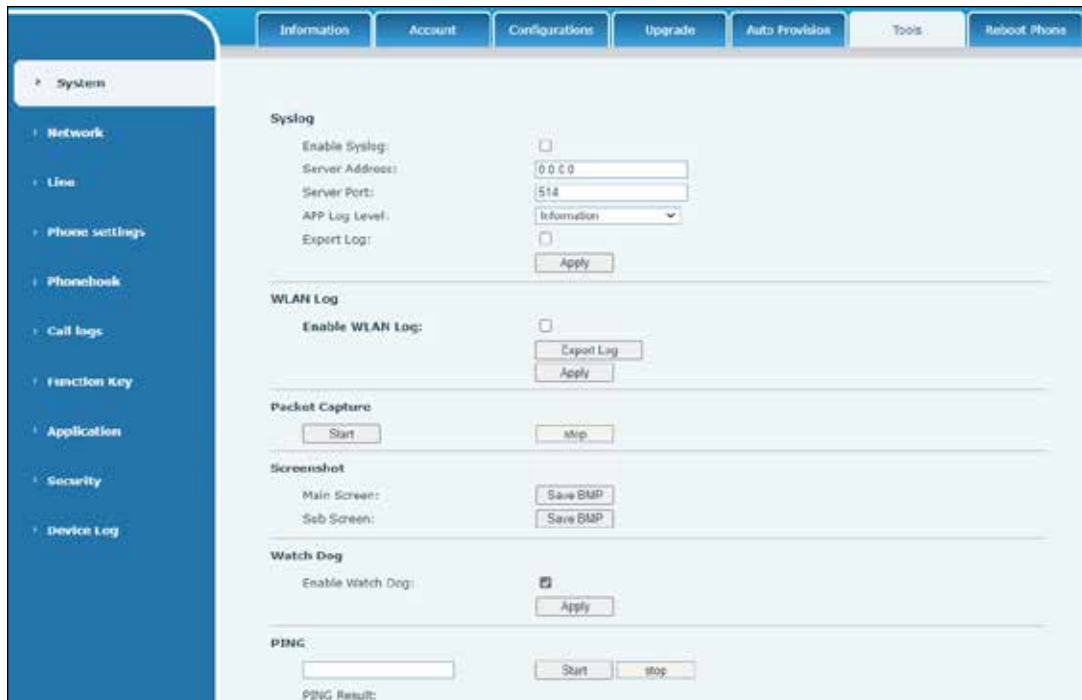 Information Account Configurations Upgrade Auto Provision Tools Reboot Phone
System
Network
Line
Phone settings
Phonebook
Call logs
Function Key
Application
Security
Device Log
Syslog
Enable Syslog:
Server Address: 0.0.0.0
Server Port: 514
APP Log Level: Information
Export Log:
Apply
WLAN Log
Enable WLAN Log:
Export Log
Apply
Packet Capture
Start stop
Screenshot
Main Screen: Save BMP
Sub Screen: Save BMP
Watch Dog
Enable Watch Dog:
Apply
PING
Start stop
PING Result: